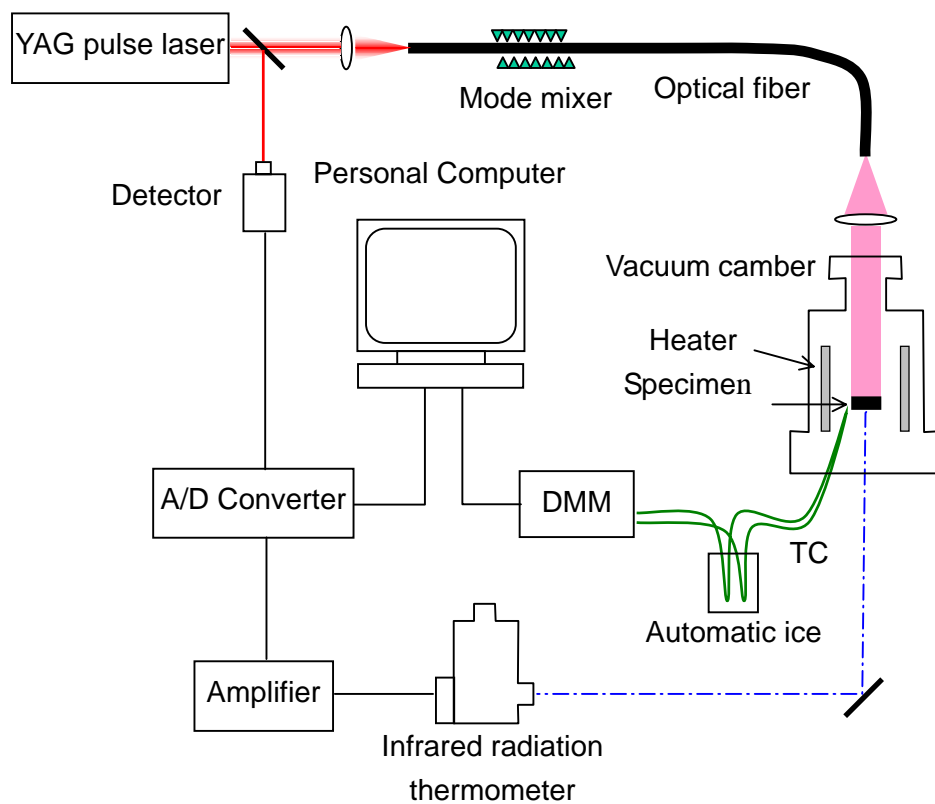 YAG pulse laser
Mode mixer
Optical fiber
Detector
Personal Computer
Vacuum camber
Heater
Specimen
A/D Converter
DMM
TC
Automatic ice
Amplifier
Infrared radiation
thermometer